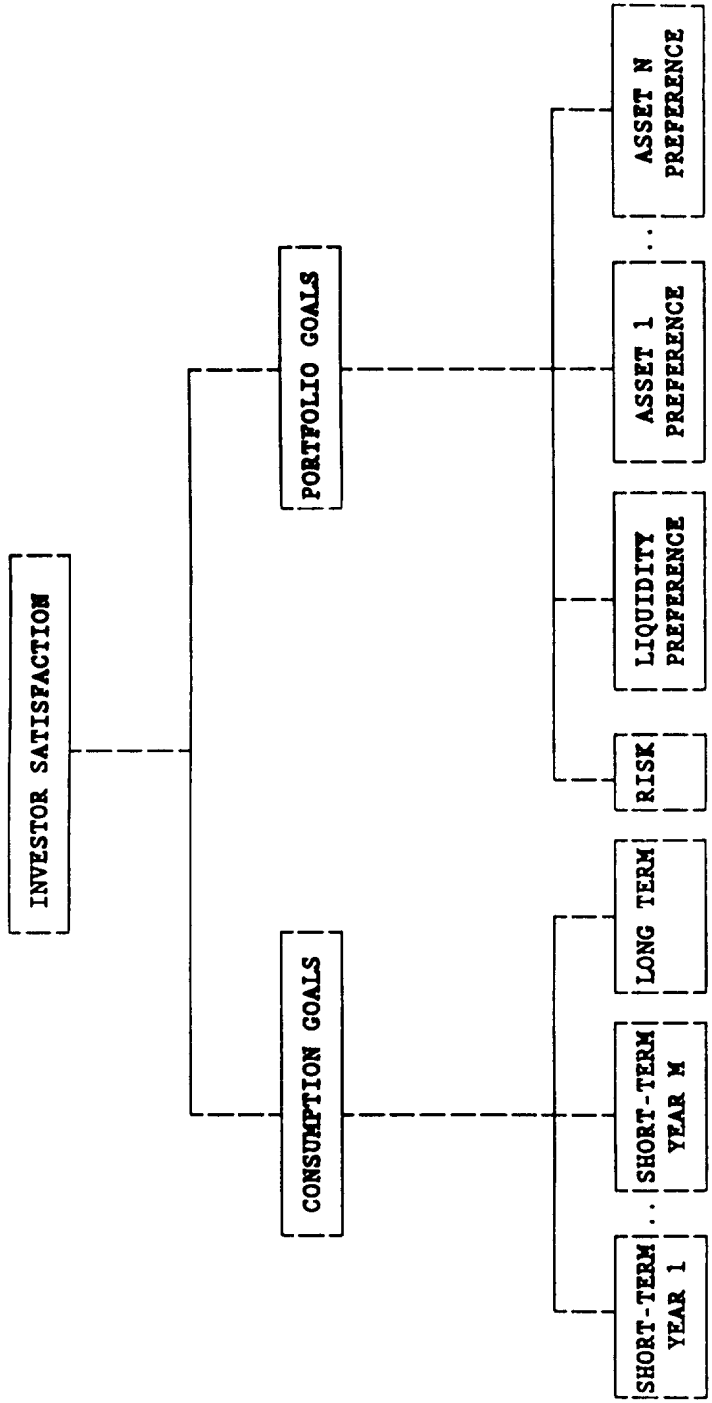 INVESTOR SATISFACTION
CONSUMPTION GOALS
PORTFOLIO GOALS
SHORT-TERM
YEAR 1
..
SHORT-TERM
YEAR M
LONG TERM
RISK
LIQUIDITY
PREFERENCE
ASSET 1
PREFERENCE
..
ASSET N
PREFERENCE